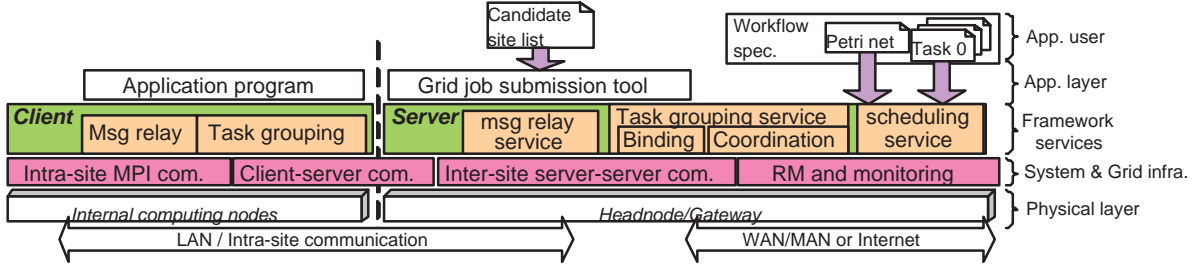 Candidate
site list
Workflow
spec.
Petri net
Task 0
App. user
Application program
Grid job submission tool
App. layer
Client
Msg relay
Task grouping
Server
msg relay
service
Task grouping service
Binding
Coordination
scheduling
service
Framework
services
Intra-site MPI com.
Client-server com.
Inter-site server-server com.
RM and monitoring
System & Grid infra.
Internal computing nodes
Headnode/Gateway
Physical layer
LAN / Intra-site communication
WAN/MAN or Internet